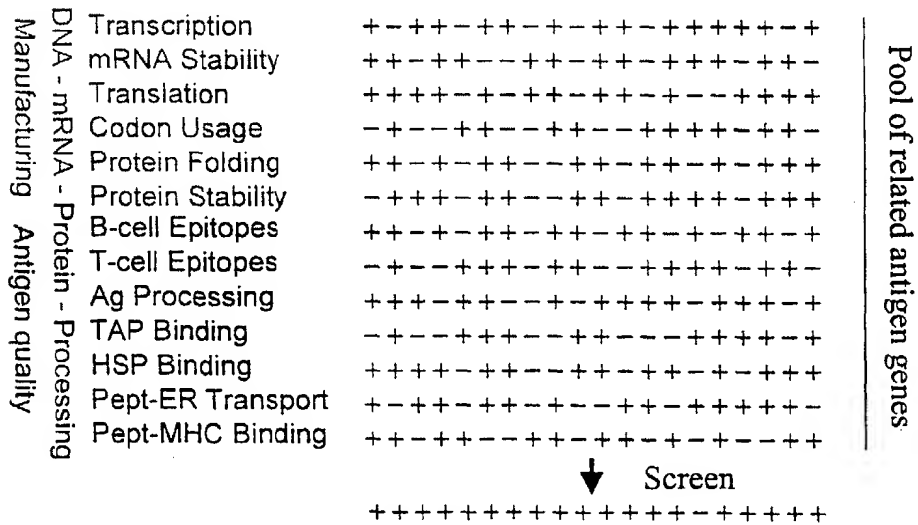 Manufacturing Antigen quality
DNA - mRNA - Protein - Processing
Transcription +-++--+--++-+++++-+++
mRNA Stability ++-++--++-++-++++++-
Translation ++++-+-++-++-+--++++
Codon Usage -+--++--++--+++++-++
Protein Folding ++-+-++--+++++-+-+++
Protein Stability -+++-++--++-++++-+++
B-cell Epitopes ++--+-++-++-++-++++-+
T-cell Epitopes -+--+++-++--++++-++-
Ag Processing +++-++--+-++++-+++-+
TAP Binding -+--+++--+++---+++++
HSP Binding ++++-++--++-++-+-+++
Pept-ER Transport +-++-++---++-+++++-
Pept-MHC Binding ++-++--++-+++-++--++
Pool of related antigen genes
Screen
++++++++++++++-+++++